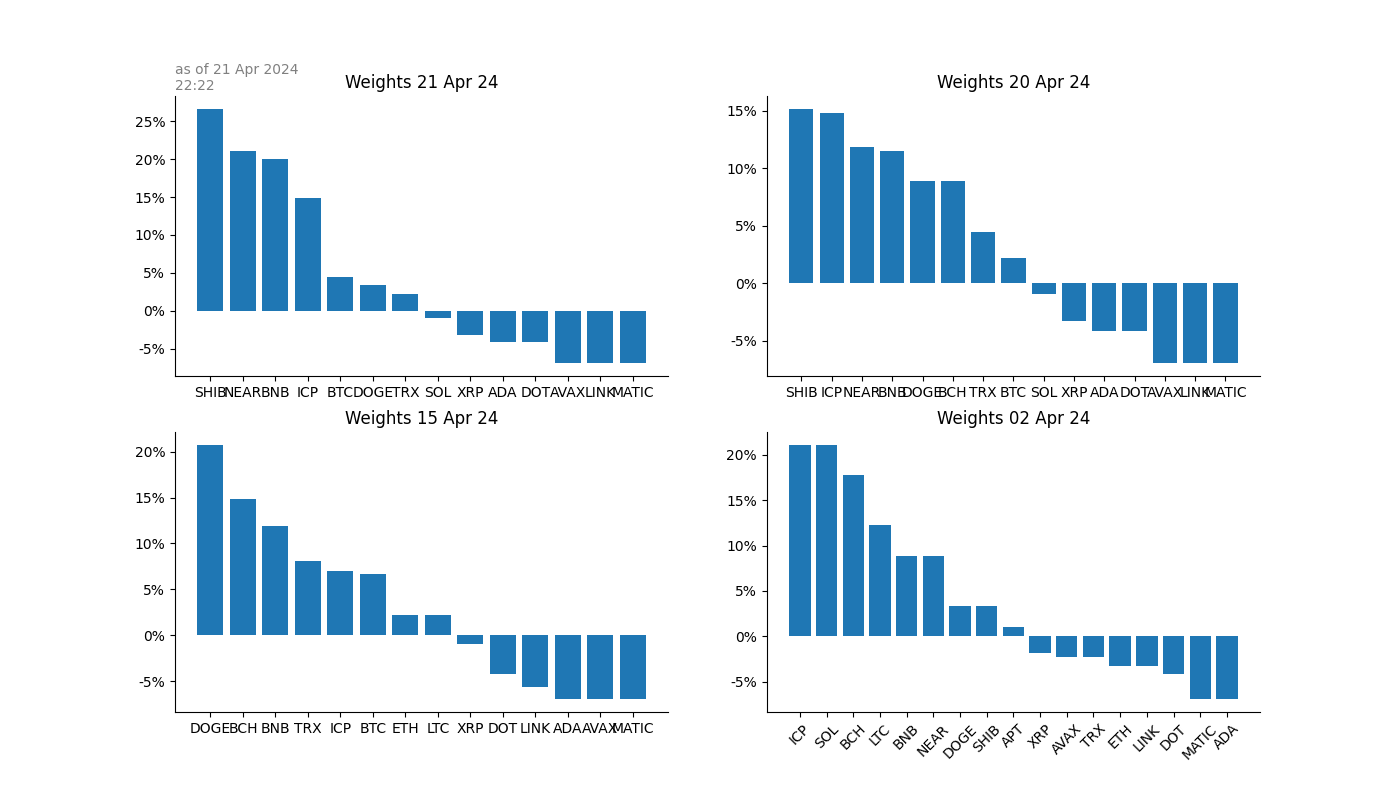 as of 21 Apr 2024
22:22
Weights 21 Apr 24
25%
20%
15%
10%
5%
0%
-5%
SHIB NEAR BNB ICP BTC DOGE TRX SOL XRP ADA DOT AVAX LINK MATIC
Weights 20 Apr 24
15%
10%
5%
0%
-5%
SHIB ICP NEAR BNB DOGE BCH TRX BTC SOL XRP ADA DOT AVAX LINK MATIC
Weights 15 Apr 24
20%
15%
10%
5%
0%
-5%
DOGE BCH BNB TRX ICP BTC ETH LTC XRP DOT LINK ADA AVAX MATIC
Weights 02 Apr 24
20%
15%
10%
5%
0%
-5%
ICP SOL BCH LTC BNB NEAR DOGE SHIB APT XRP AVAX TRX ETH LINK DOT MATIC ADA